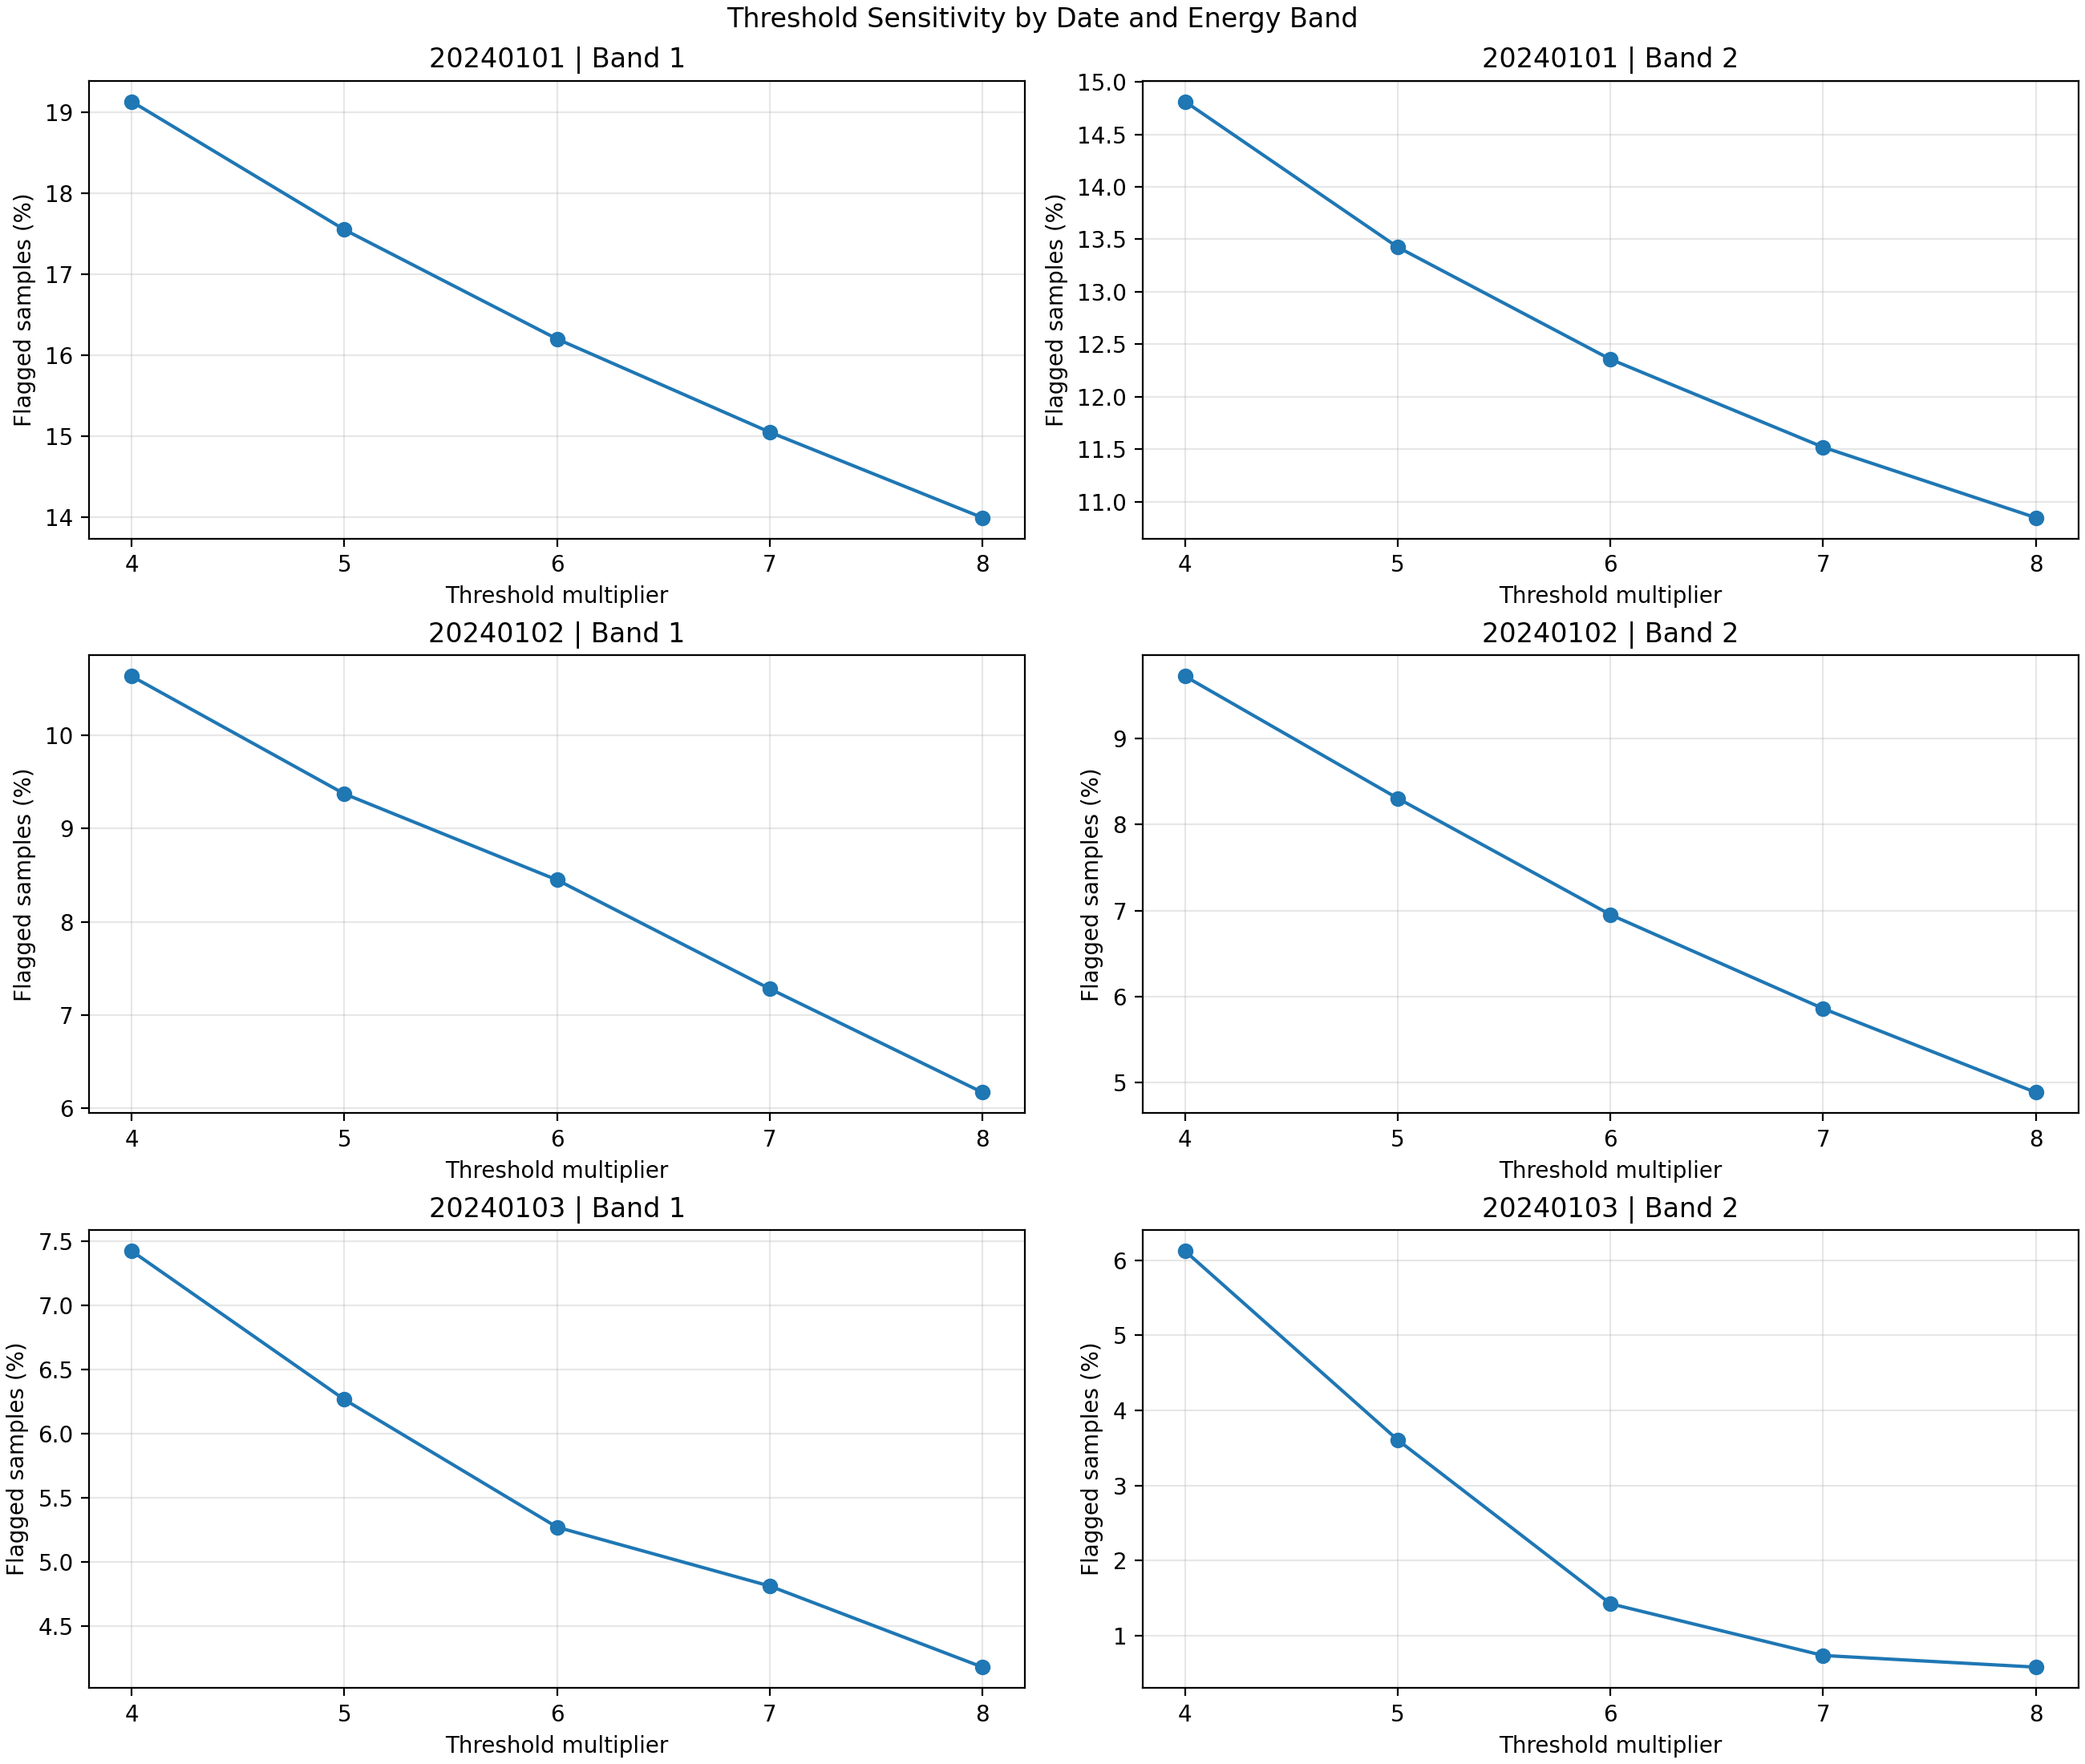 Threshold Sensitivity by Date and Energy Band
20240101 | Band 1
Flagged samples (%)
19
18
17
16
15
14
4 5 6 7 8
Threshold multiplier
20240101 | Band 2
Flagged samples (%)
15.0
14.5
14.0
13.5
13.0
12.5
12.0
11.5
11.0
4 5 6 7 8
Threshold multiplier
20240102 | Band 1
Flagged samples (%)
10
9
8
7
6
4 5 6 7 8
Threshold multiplier
20240102 | Band 2
Flagged samples (%)
9
8
7
6
5
4 5 6 7 8
Threshold multiplier
20240103 | Band 1
Flagged samples (%)
7.5
7.0
6.5
6.0
5.5
5.0
4.5
4 5 6 7 8
Threshold multiplier
20240103 | Band 2
Flagged samples (%)
6
5
4
3
2
1
4 5 6 7 8
Threshold multiplier